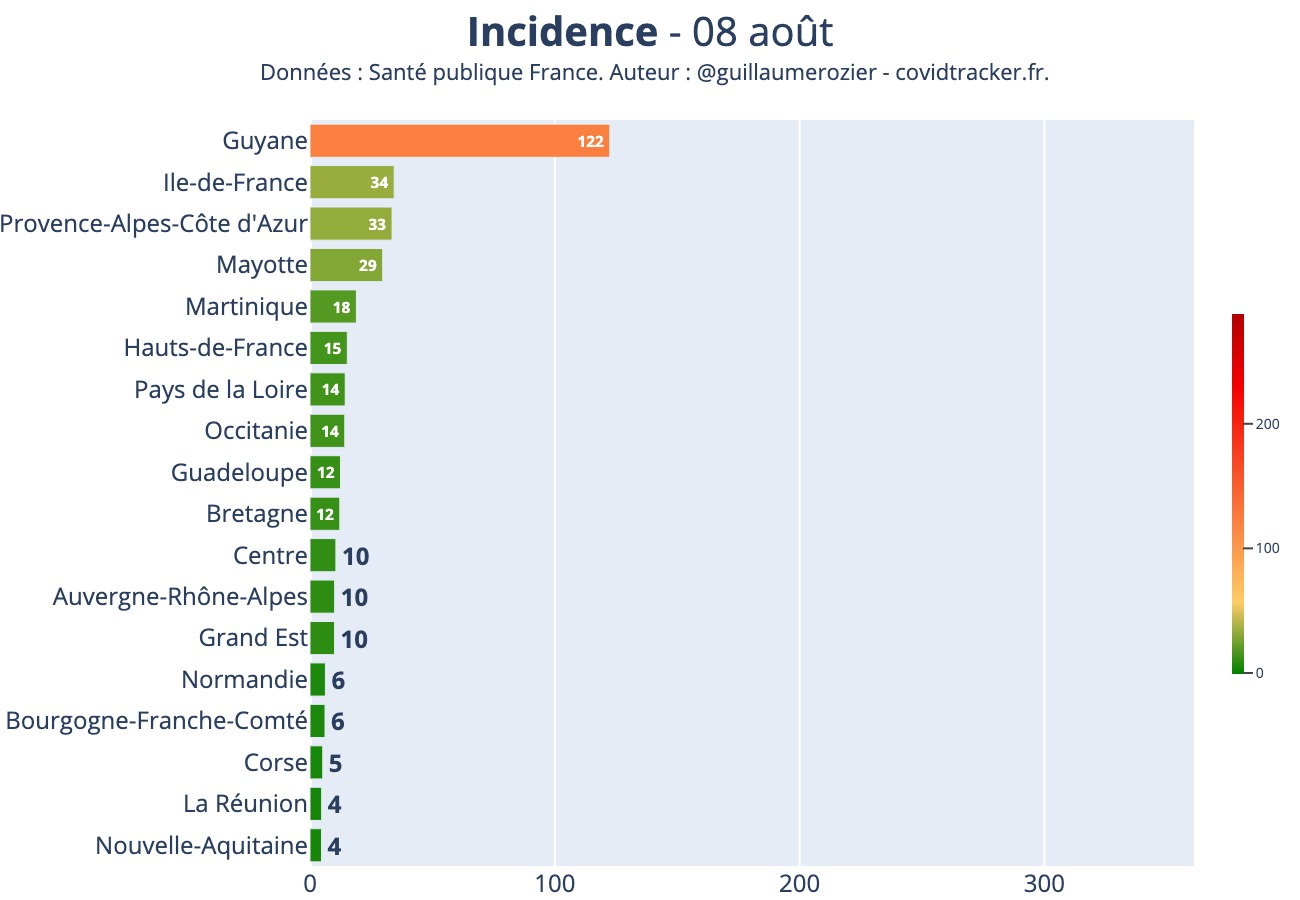 Incidence - 08 août
Données : Santé publique France. Auteur : @guillaumerozier - covidtracker.fr.
Guyane 122
Ile-de-France 34
Provence-Alpes-Côte d'Azur 33
Mayotte 29
Martinique 18
Hauts-de-France 15
Pays de la Loire 14
Occitanie 14
Guadeloupe 12
Bretagne 12
Centre 10
Auvergne-Rhône-Alpes 10
Grand Est 10
Normandie 6
Bourgogne-Franche-Comté 6
Corse 5
La Réunion 4
Nouvelle-Aquitaine 4
0 100 200 300
200
100
0